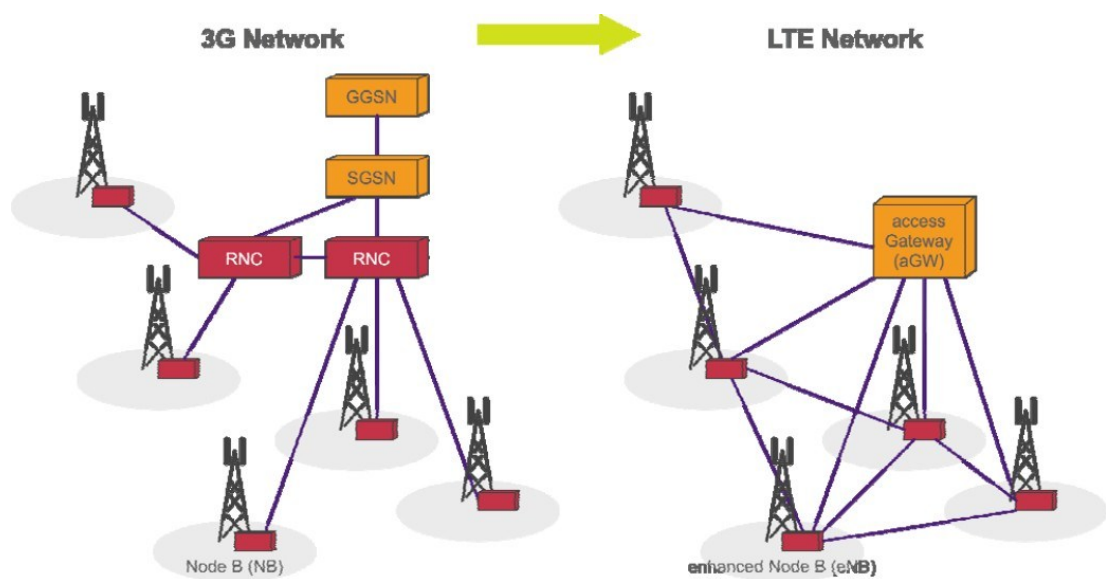 3G Network
LTE Network
GGSN
SGSN
RNC
RNC
access
Gateway
(aGW)
Node B (NB)
enhanced Node B (eNB)